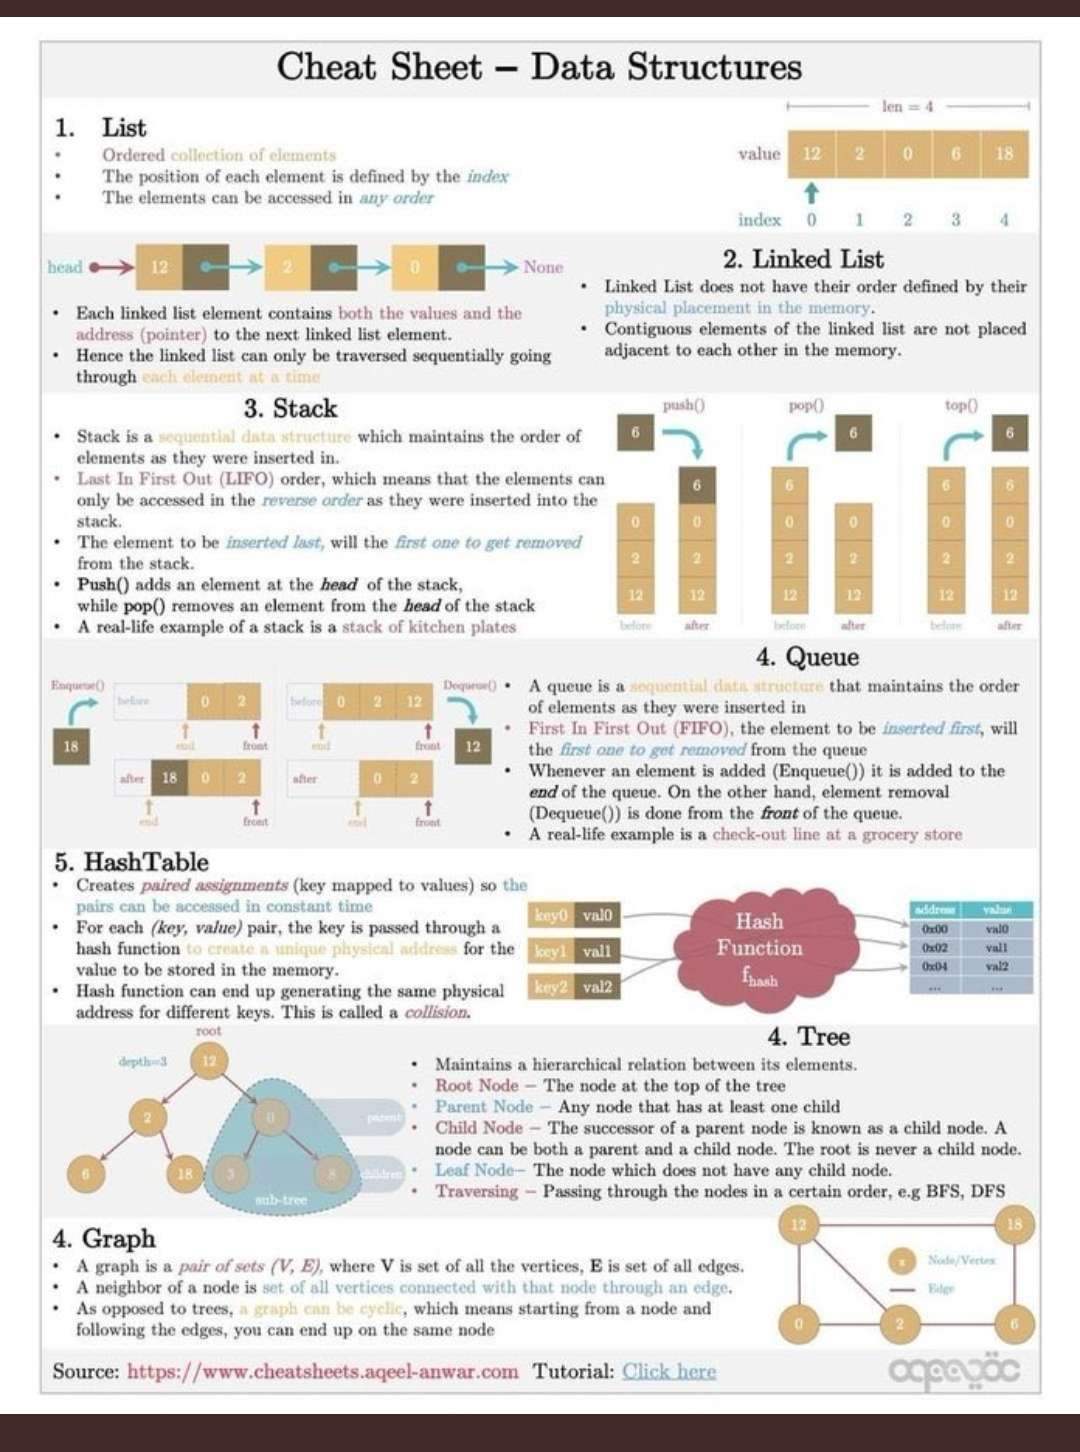 Cheat Sheet – Data Structures
1. List
• Ordered collection of elements
• The position of each element is defined by the index
• The elements can be accessed in any order
len = 4
value 12 2 0 6 18
index 0 1 2 3 4
head 12 2 0 None
• Each linked list element contains both the values and the
address (pointer) to the next linked list element.
• Hence the linked list can only be traversed sequentially going
through each element at a time
2. Linked List
• Linked List does not have their order defined by their
physical placement in the memory.
• Contiguous elements of the linked list are not placed
adjacent to each other in the memory.
3. Stack
• Stack is a sequential data structure which maintains the order of
elements as they were inserted in.
• Last In First Out (LIFO) order, which means that the elements can
only be accessed in the reverse order as they were inserted into the
stack.
• The element to be inserted last, will the first one to get removed
from the stack.
• Push() adds an element at the head of the stack,
while pop() removes an element from the head of the stack
• A real-life example of a stack is a stack of kitchen plates
push() pop() top()
6 6 6
6 6 6 6
0 0 0 0 0 0
2 2 2 2 2 2
12 12 12 12 12 12
before after before after before after
4. Queue
Enqueue()
before 0 2
end front
18
after 18 0 2
end front
Dequeue()
before 0 2 12
end front
12
after 0 2
end front
• A queue is a sequential data structure that maintains the order
of elements as they were inserted in
• First In First Out (FIFO), the element to be inserted first, will
the first one to get removed from the queue
• Whenever an element is added (Enqueue()) it is added to the
end of the queue. On the other hand, element removal
(Dequeue()) is done from the front of the queue.
• A real-life example is a check-out line at a grocery store
5. HashTable
• Creates paired assignments (key mapped to values) so the
pairs can be accessed in constant time
• For each (key, value) pair, the key is passed through a
hash function to create a unique physical address for the
value to be stored in the memory.
• Hash function can end up generating the same physical
address for different keys. This is called a collision.
key0 val0
key1 val1
key2 val2
Hash
Function
fhash
address value
0x00 val0
0x02 val1
0x04 val2
... ...
root
depth=3
12
2 0 parent
6 18 3 8 children
sub-tree
4. Tree
• Maintains a hierarchical relation between its elements.
• Root Node – The node at the top of the tree
• Parent Node – Any node that has at least one child
• Child Node – The successor of a parent node is known as a child node. A
node can be both a parent and a child node. The root is never a child node.
• Leaf Node– The node which does not have any child node.
• Traversing – Passing through the nodes in a certain order, e.g BFS, DFS
4. Graph
• A graph is a pair of sets (V, E), where V is set of all the vertices, E is set of all edges.
• A neighbor of a node is set of all vertices connected with that node through an edge.
• As opposed to trees, a graph can be cyclic, which means starting from a node and
following the edges, you can end up on the same node
12 18
x Node/Vertex
Edge
0 2 6
Source: https://www.cheatsheets.aqeel-anwar.com Tutorial: Click here